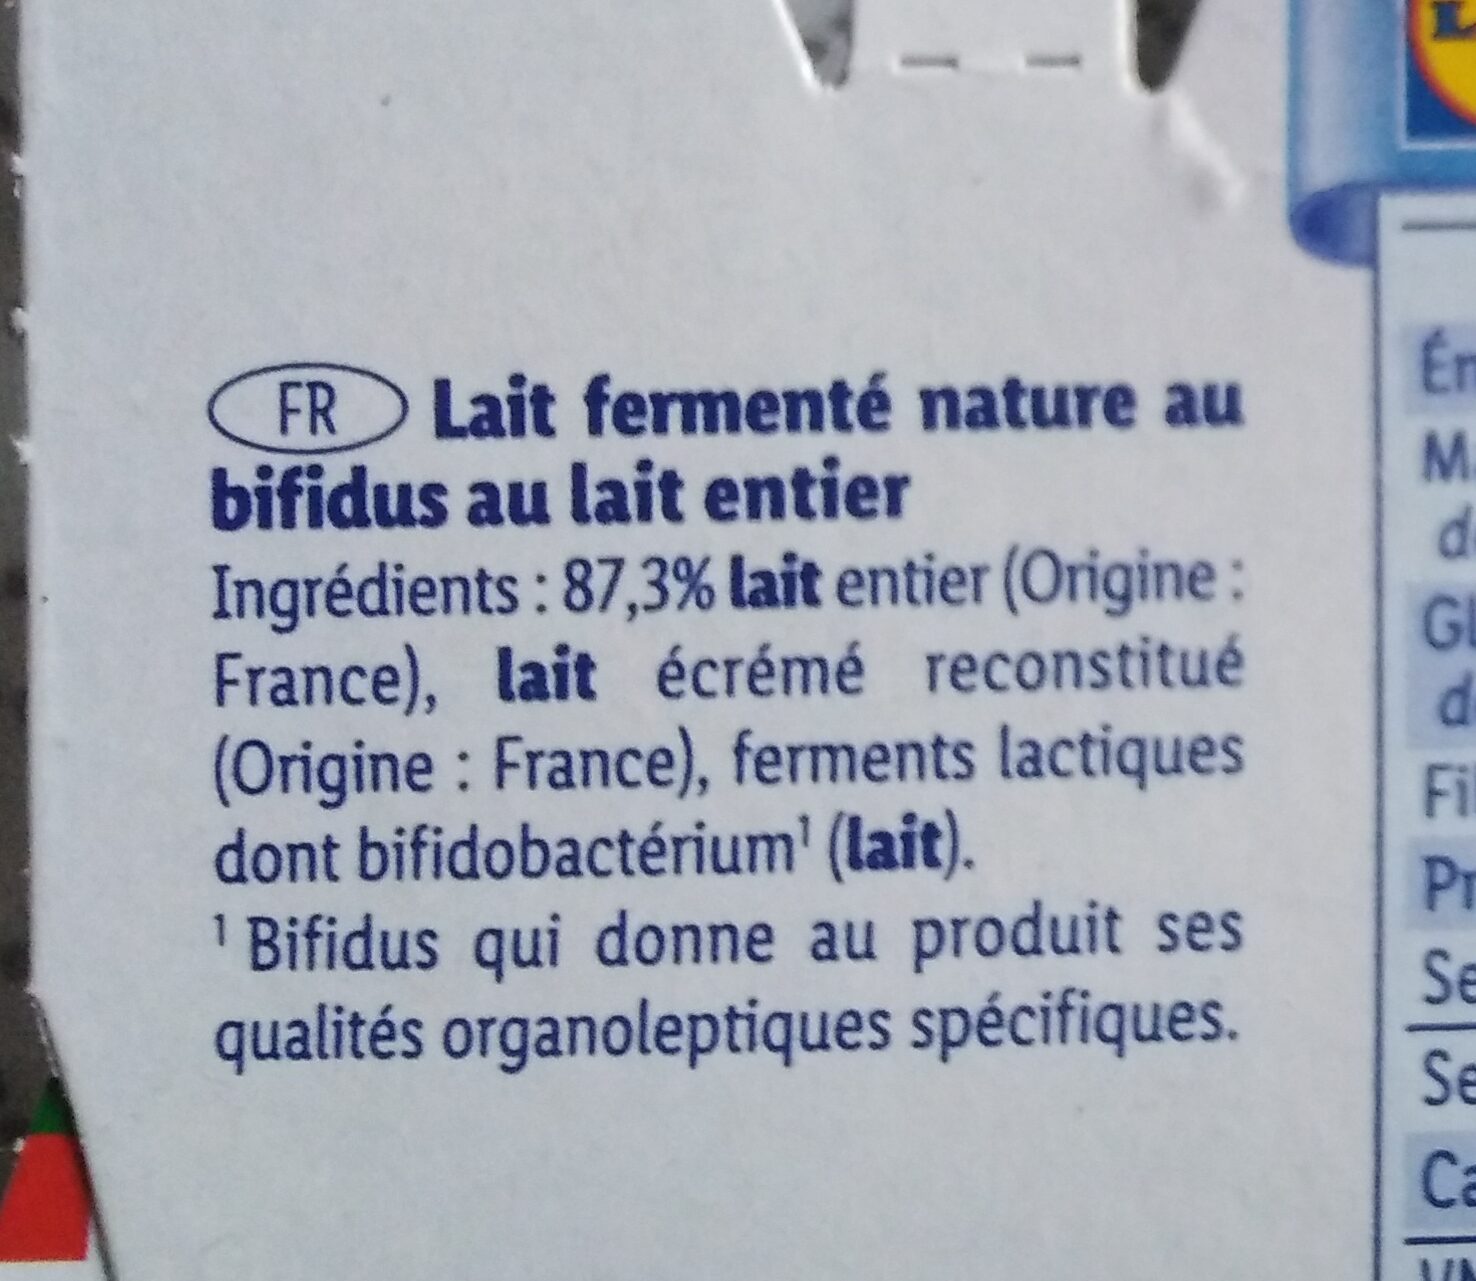 FR Lait fermenté nature au
bifidus au lait entier
Ingrédients : 87,3% lait entier (Origine :
France), lait écrémé reconstitué
(Origine : France), ferments lactiques
dont bifidobactérium¹ (lait).
¹ Bifidus qui donne au produit ses
qualités organoleptiques spécifiques.